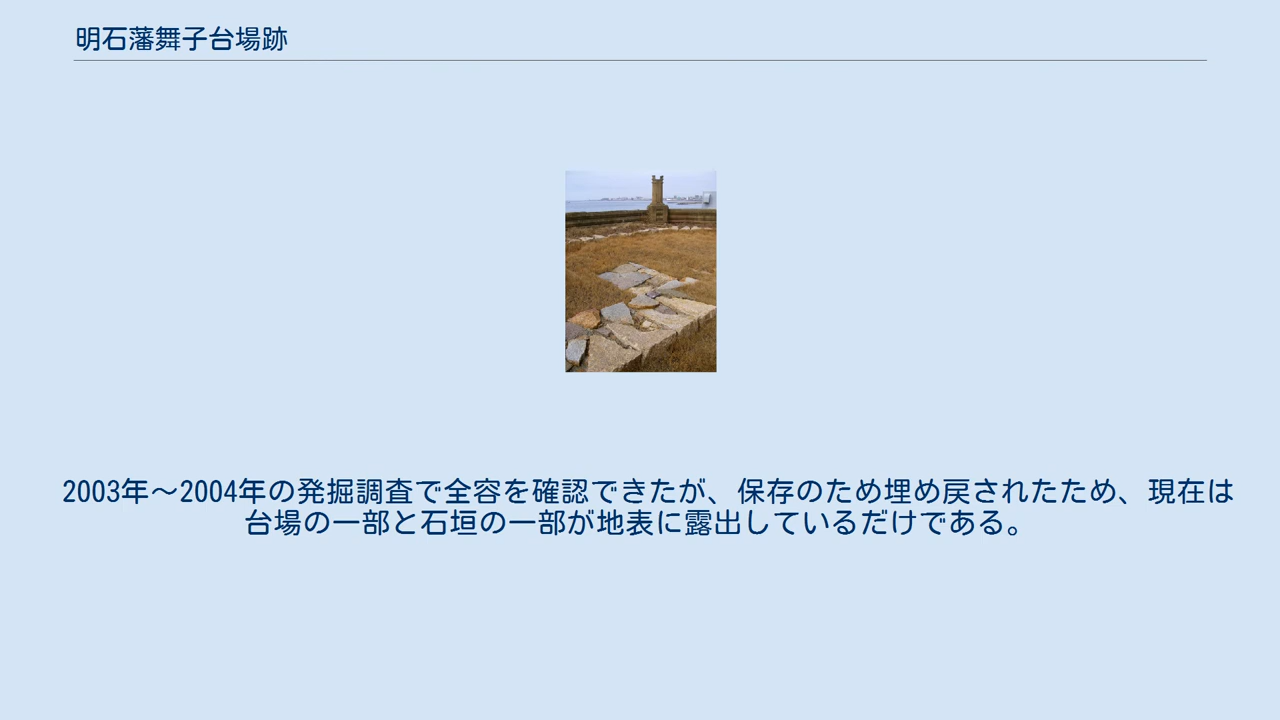 明石藩舞子台場跡
2003年～2004年の発掘調査で全容を確認できたが、保存のため埋め戻されたため、現在は
台場の一部と石垣の一部が地表に露出しているだけである。